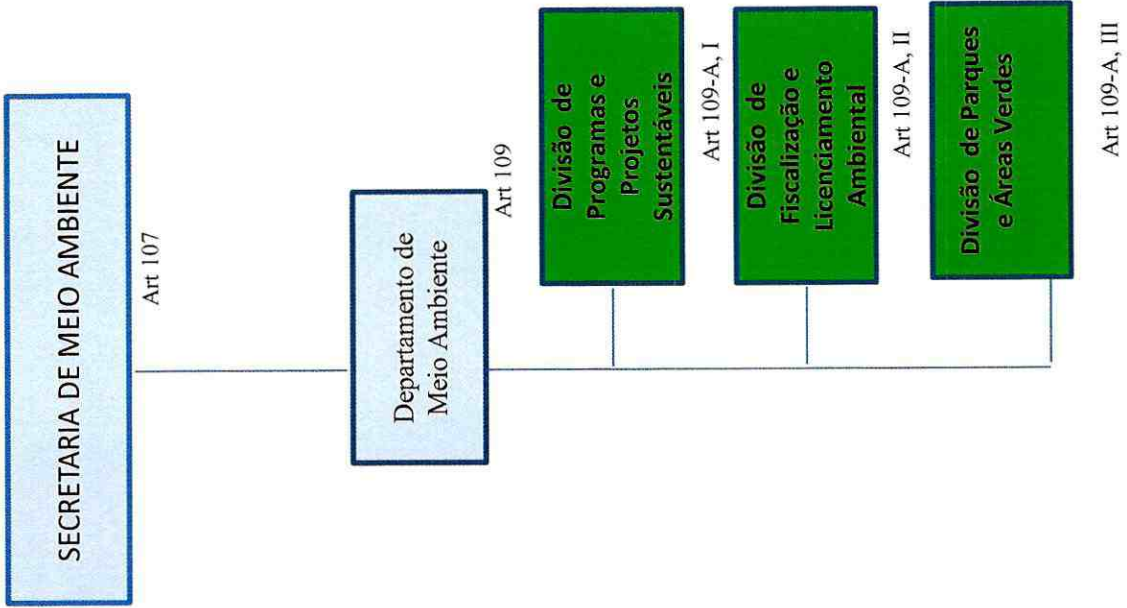 SECRETARIA DE MEIO AMBIENTE
Art 107
Departamento de
Meio Ambiente
Art 109
Divisão de
Programas e
Projetos
Sustentáveis
Art 109-A, I
Divisão de
Fiscalização e
Licenciamento
Ambiental
Art 109-A, II
Divisão de Parques
e Áreas Verdes
Art 109-A, III